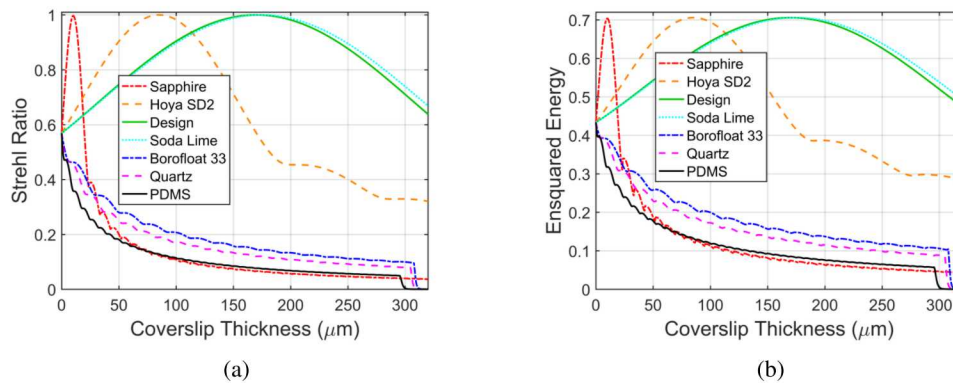 Strehl Ratio
1
0.8
0.6
0.4
0.2
0
Sapphire
Hoya SD2
Design
Soda Lime
Borofloat 33
Quartz
PDMS
0 50 100 150 200 250 300
Coverslip Thickness (μm)
(a)
Ensquared Energy
0.7
0.6
0.5
0.4
0.3
0.2
0.1
0
Sapphire
Hoya SD2
Design
Soda Lime
Borofloat 33
Quartz
PDMS
0 50 100 150 200 250 300
Coverslip Thickness (μm)
(b)